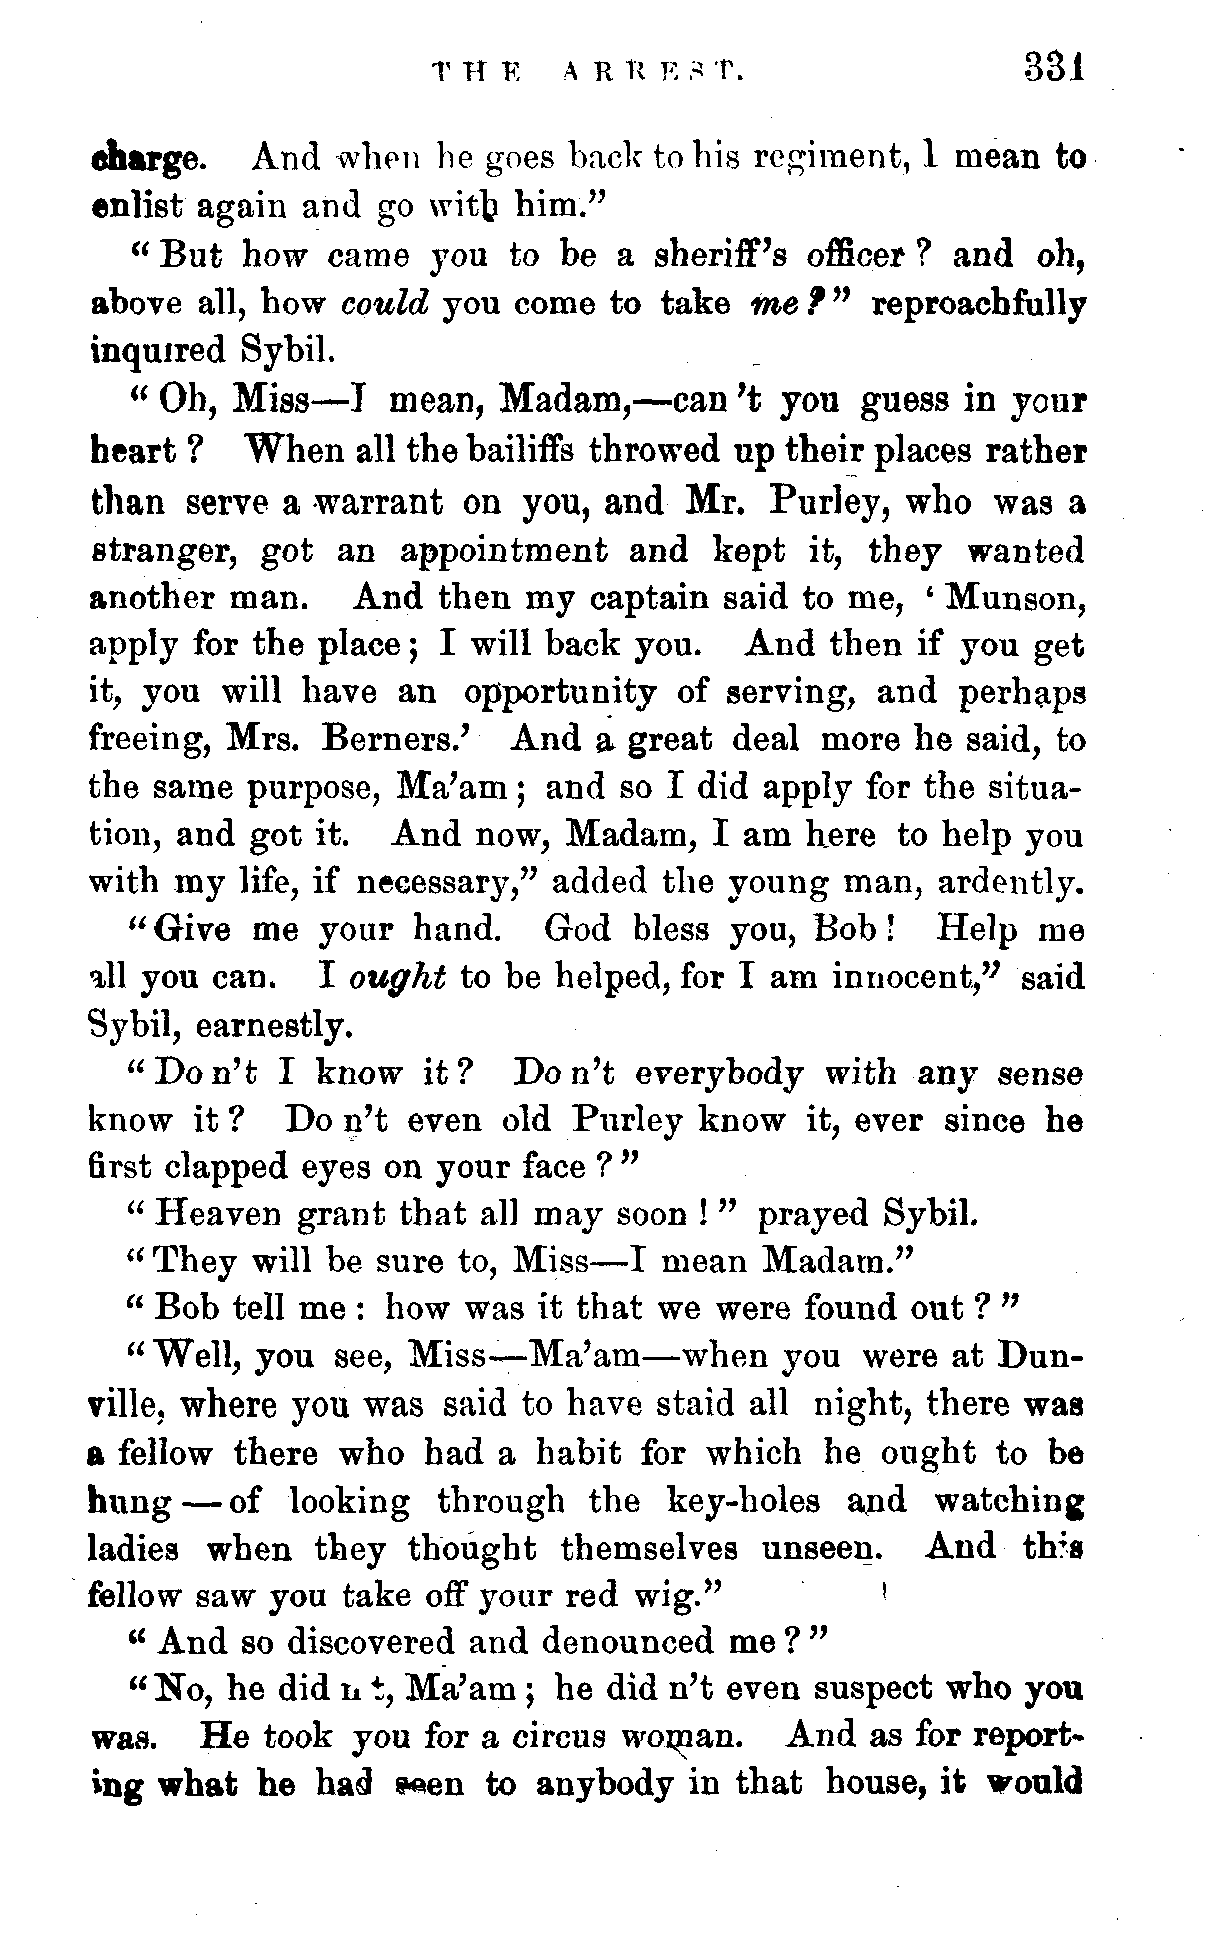 THE ARREST. 331
charge. And when he goes back to his regiment, I mean to
enlist again and go with him."
"But how came you to be a sheriff's officer? and oh,
above all, how could you come to take me?" reproachfully
inquired Sybil.
"Oh, Miss—I mean, Madam,—can 't you guess in your
heart? When all the bailiffs throwed up their places rather
than serve a warrant on you, and Mr. Purley, who was a
stranger, got an appointment and kept it, they wanted
another man. And then my captain said to me, 'Munson,
apply for the place; I will back you. And then if you get
it, you will have an opportunity of serving, and perhaps
freeing, Mrs. Berners.' And a great deal more he said, to
the same purpose, Ma'am; and so I did apply for the situa-
tion, and got it. And now, Madam, I am here to help you
with my life, if necessary," added the young man, ardently.
"Give me your hand. God bless you, Bob! Help me
all you can. I ought to be helped, for I am innocent," said
Sybil, earnestly.
"Do n't I know it? Do n't everybody with any sense
know it? Do n't even old Purley know it, ever since he
first clapped eyes on your face?"
"Heaven grant that all may soon!" prayed Sybil.
"They will be sure to, Miss—I mean Madam."
"Bob tell me: how was it that we were found out?"
"Well, you see, Miss—Ma'am—when you were at Dun-
ville, where you was said to have staid all night, there was
a fellow there who had a habit for which he ought to be
hung—of looking through the key-holes and watching
ladies when they thought themselves unseen. And this
fellow saw you take off your red wig."
"And so discovered and denounced me?"
"No, he did n't, Ma'am; he did n't even suspect who you
was. He took you for a circus woman. And as for report-
ing what he had seen to anybody in that house, it would